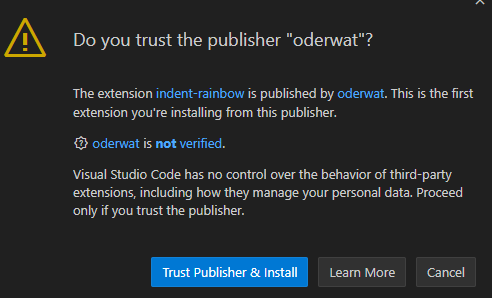 Do you trust the publisher "oderwat"?
The extension indent-rainbow is published by oderwat. This is the first
extension you're installing from this publisher.
oderwat is not verified.
Visual Studio Code has no control over the behavior of third-party
extensions, including how they manage your personal data. Proceed
only if you trust the publisher.
Trust Publisher & Install Learn More Cancel